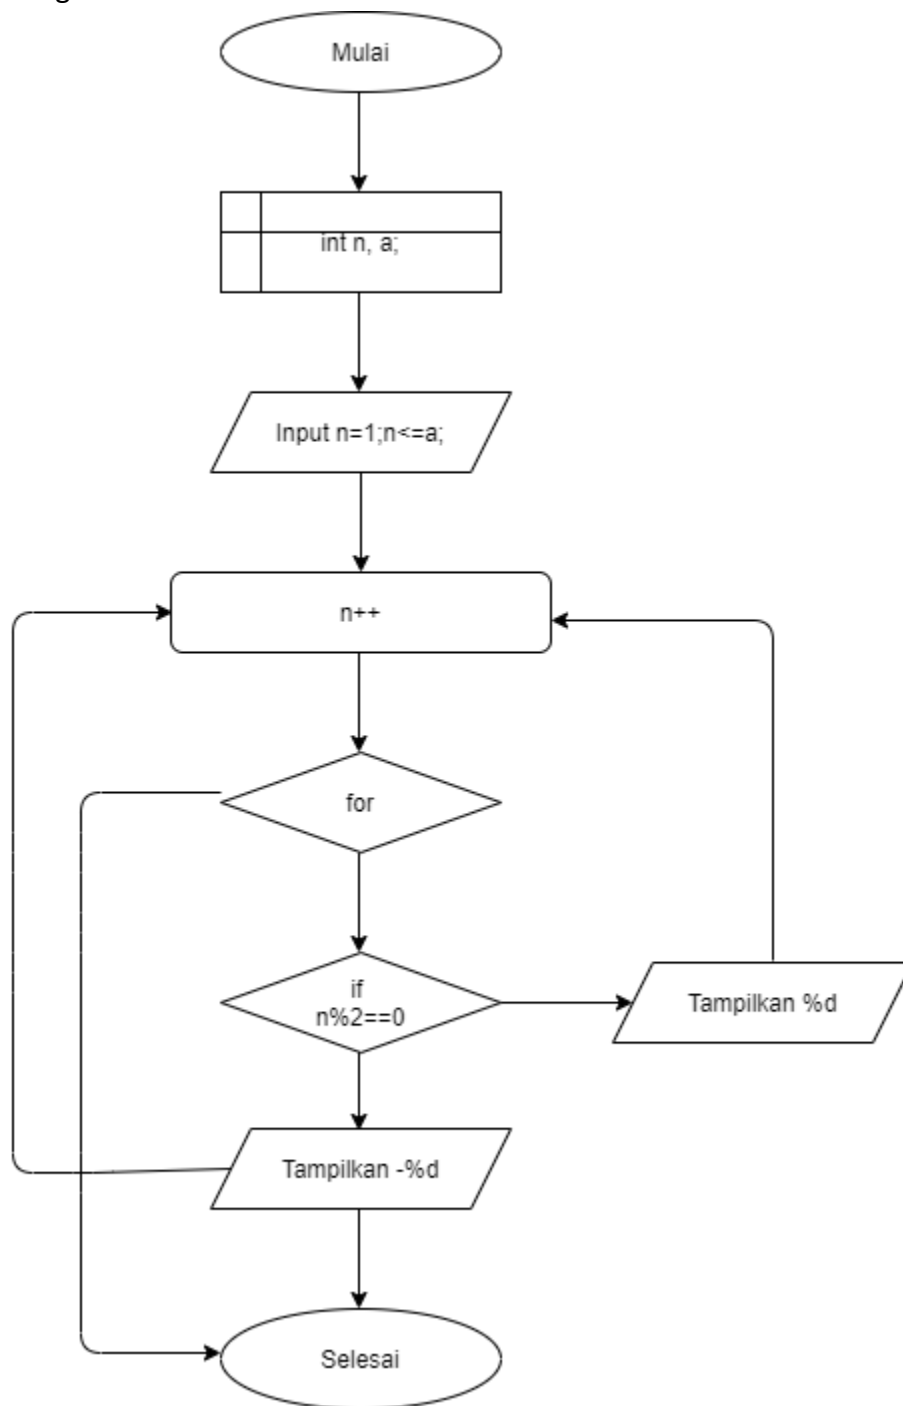 Mulai
int n, a;
Input n=1;n<=a;
n++
for
if
n%2==0
Tampilkan %d
Tampilkan -%d
Selesai